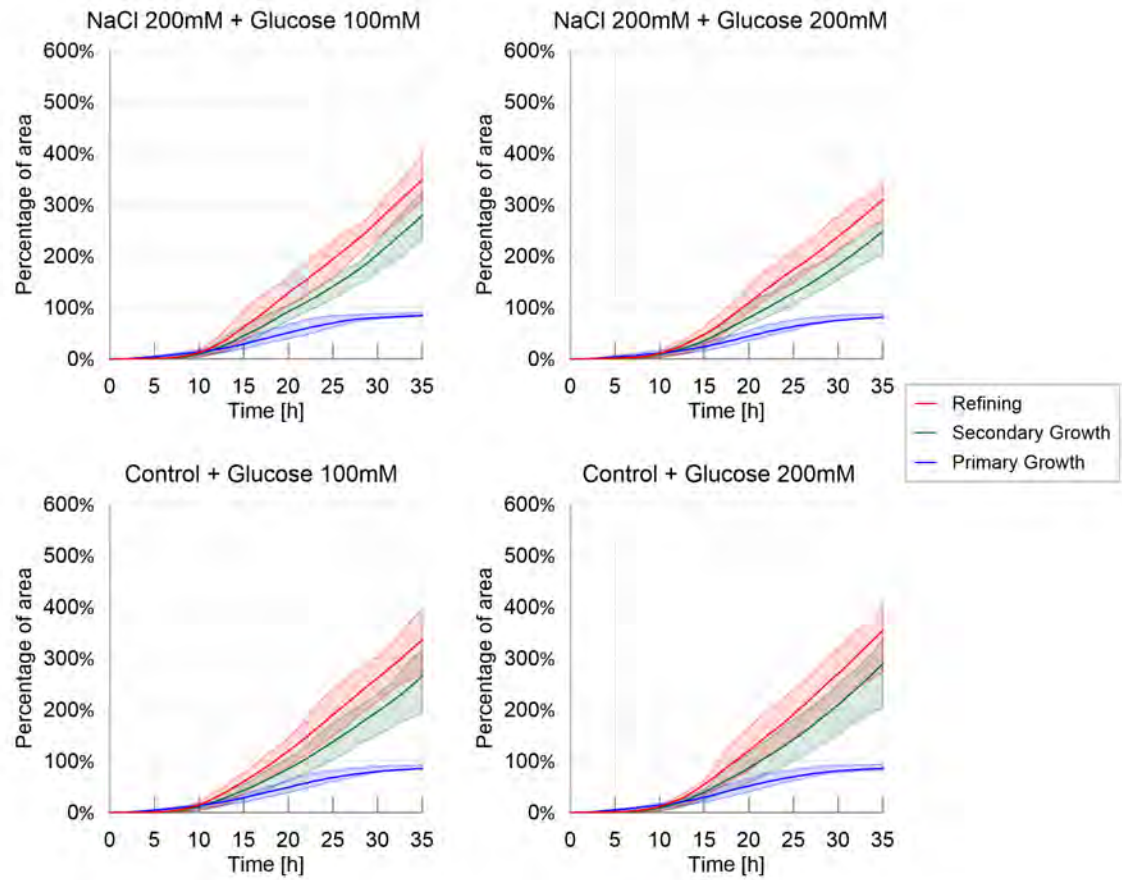 NaCl 200mM + Glucose 100mM
Percentage of area
600%
500%
400%
300%
200%
100%
0%
0 5 10 15 20 25 30 35
Time [h]
NaCl 200mM + Glucose 200mM
Percentage of area
600%
500%
400%
300%
200%
100%
0%
0 5 10 15 20 25 30 35
Time [h]
Refining
Secondary Growth
Primary Growth
Control + Glucose 100mM
Percentage of area
600%
500%
400%
300%
200%
100%
0%
0 5 10 15 20 25 30 35
Time [h]
Control + Glucose 200mM
Percentage of area
600%
500%
400%
300%
200%
100%
0%
0 5 10 15 20 25 30 35
Time [h]